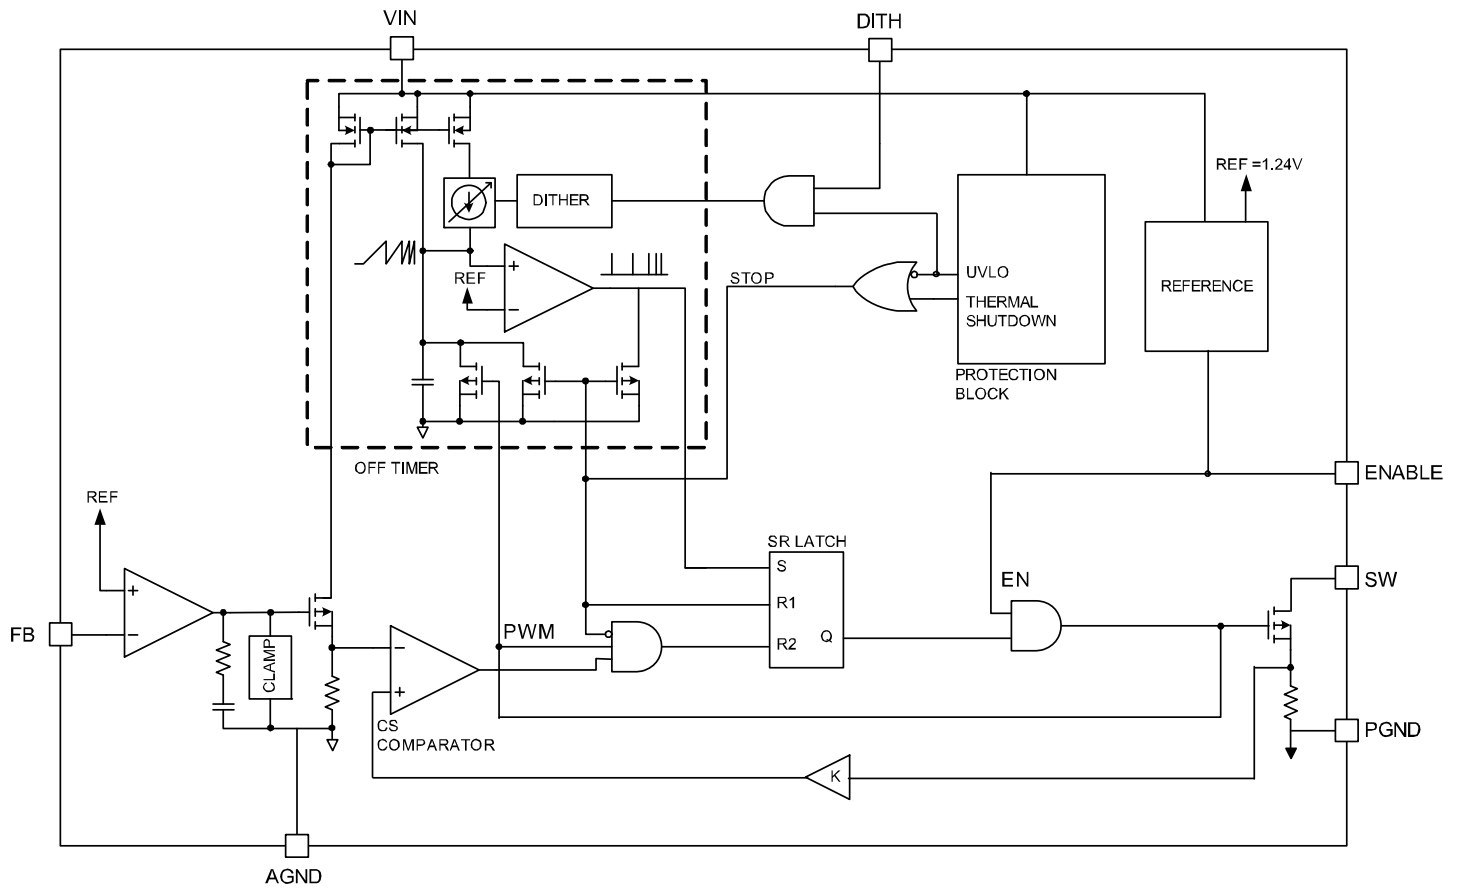 VIN
DITH
REF =1.24V
DITHER
REF
+
−
STOP
UVLO
THERMAL
SHUTDOWN
REFERENCE
PROTECTION
BLOCK
OFF TIMER
ENABLE
REF
+
−
FB
CLAMP
PWM
−
+
CS
COMPARATOR
SR LATCH
S
R1
R2
Q
EN
SW
PGND
K
AGND